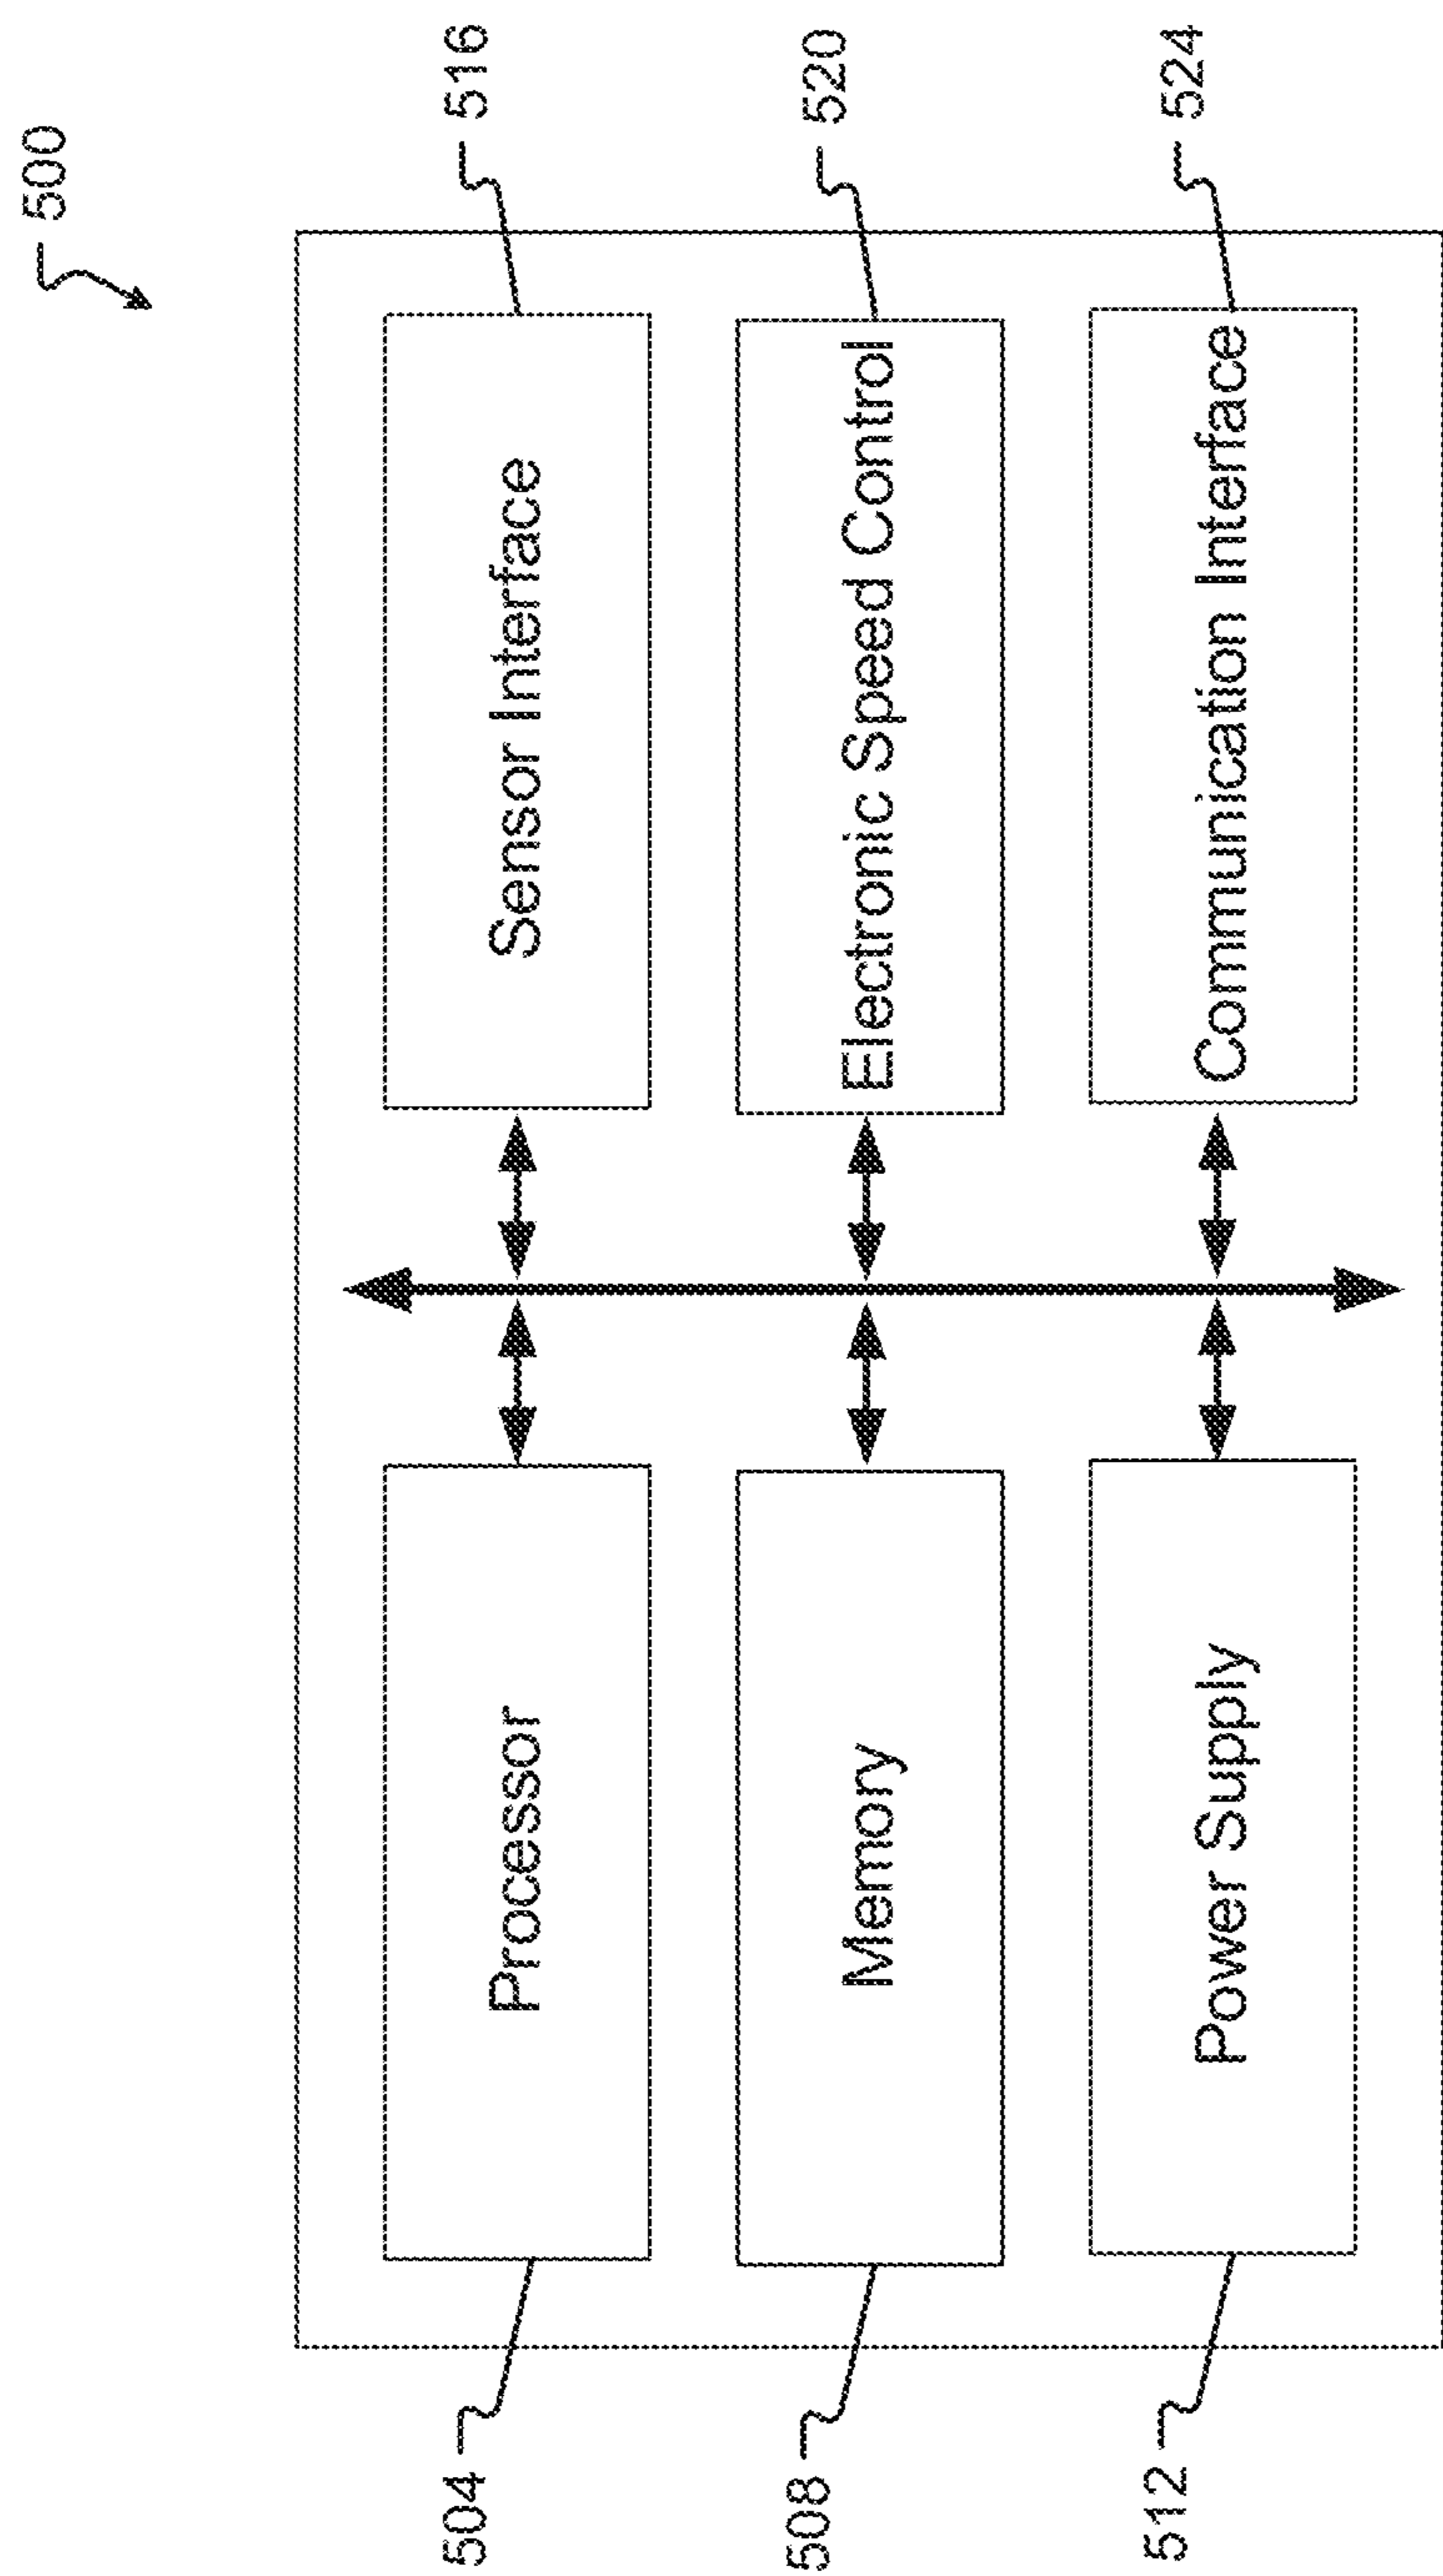 500
504
Processor
Sensor Interface
516
508
Memory
Electronic Speed Control
520
512
Power Supply
Communication Interface
524